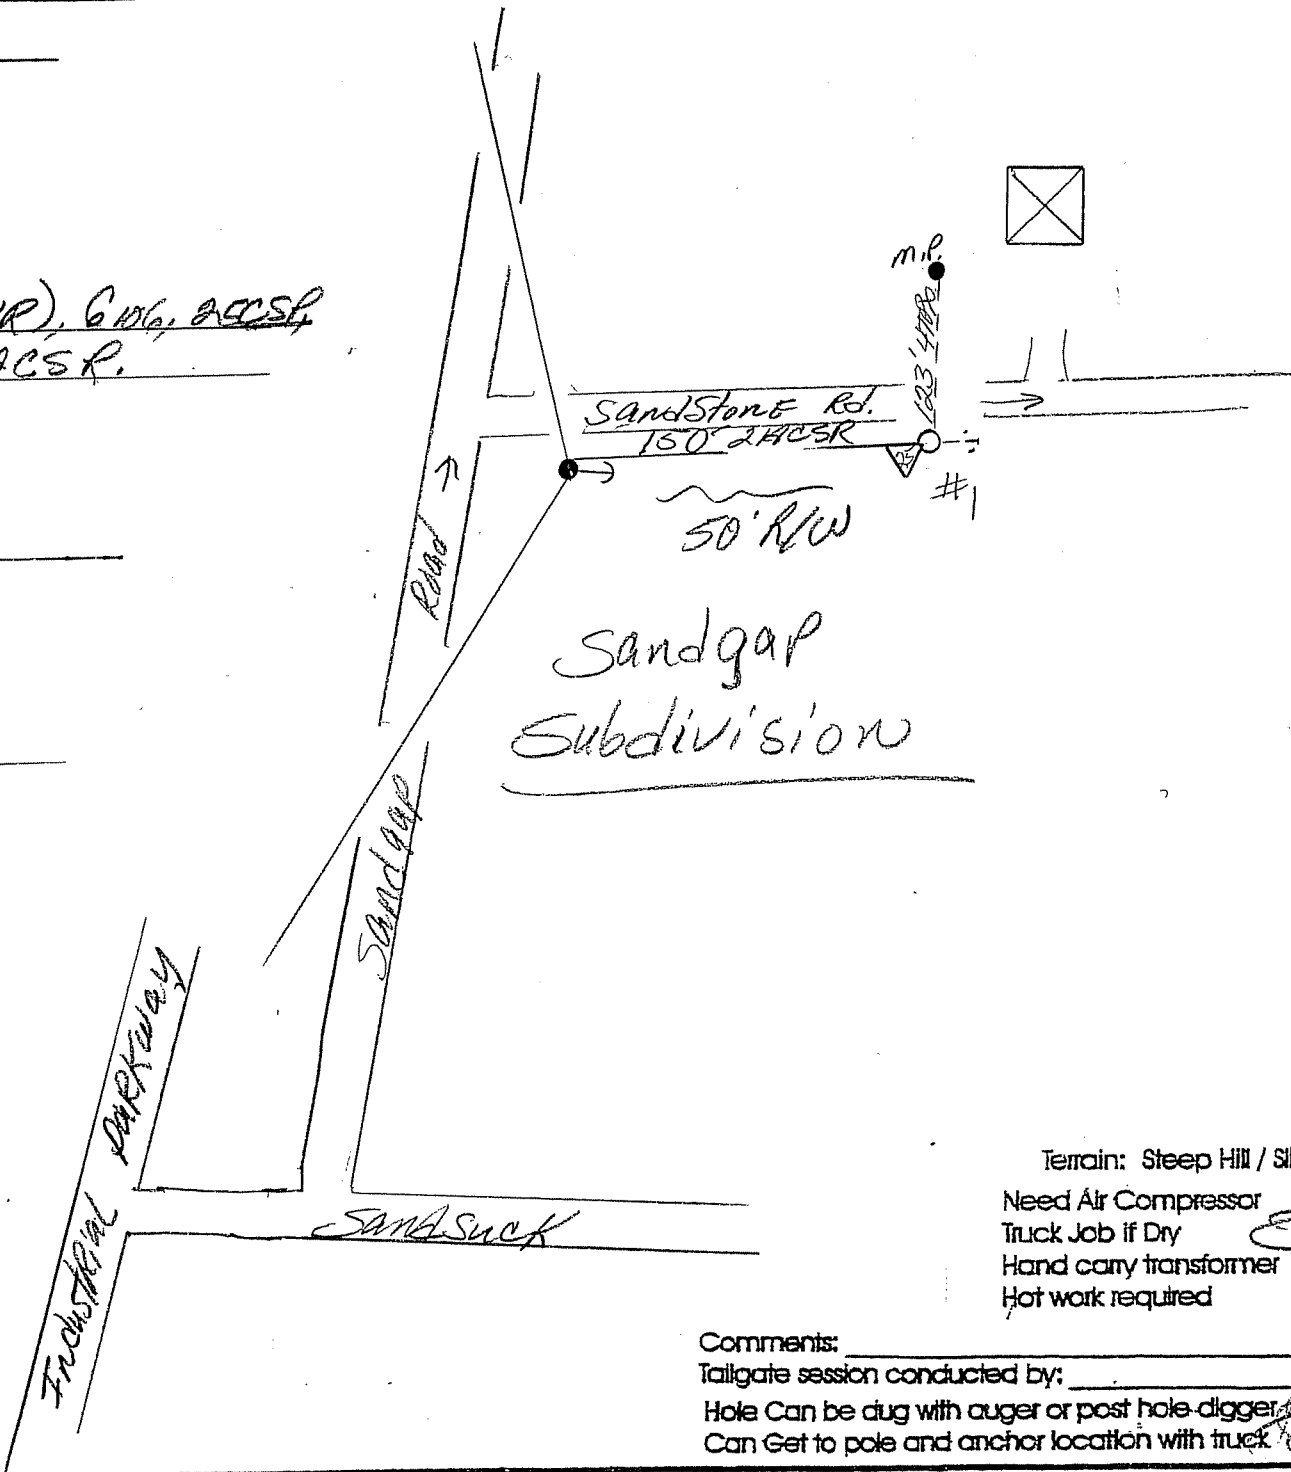 m.P.
R), 6 A6, 2ACSR,
ACSR.
123' 4TPX
SandStonE Rd.
150' 2ACSR
25
#1
50' R/W
Road
Sandgap
Subdivision
Sandgap
Industrial Parkway
Sandsuck
Terrain: Steep Hill /
Need Air Compressor
Truck Job if Dry
Hand carry transformer
Hot work required
Comments:
Tailgate session conducted by:
Hole Can be dug with auger or post hole digger
Can Get to pole and anchor location with truck